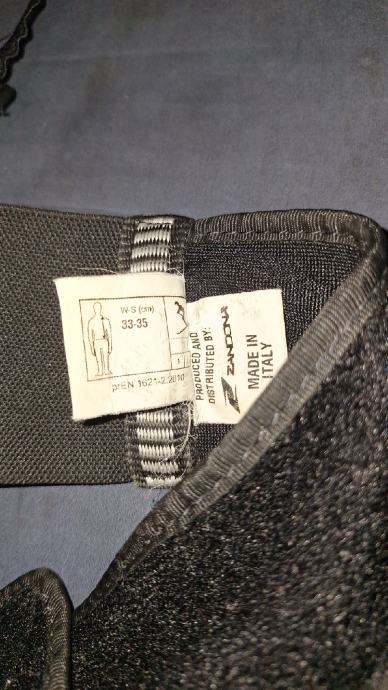 W-S (cm)
33-35
prEN 1621-2:2010
PRODUCED AND
DISTRIBUTED BY:
ZANDONA
MADE IN
ITALY